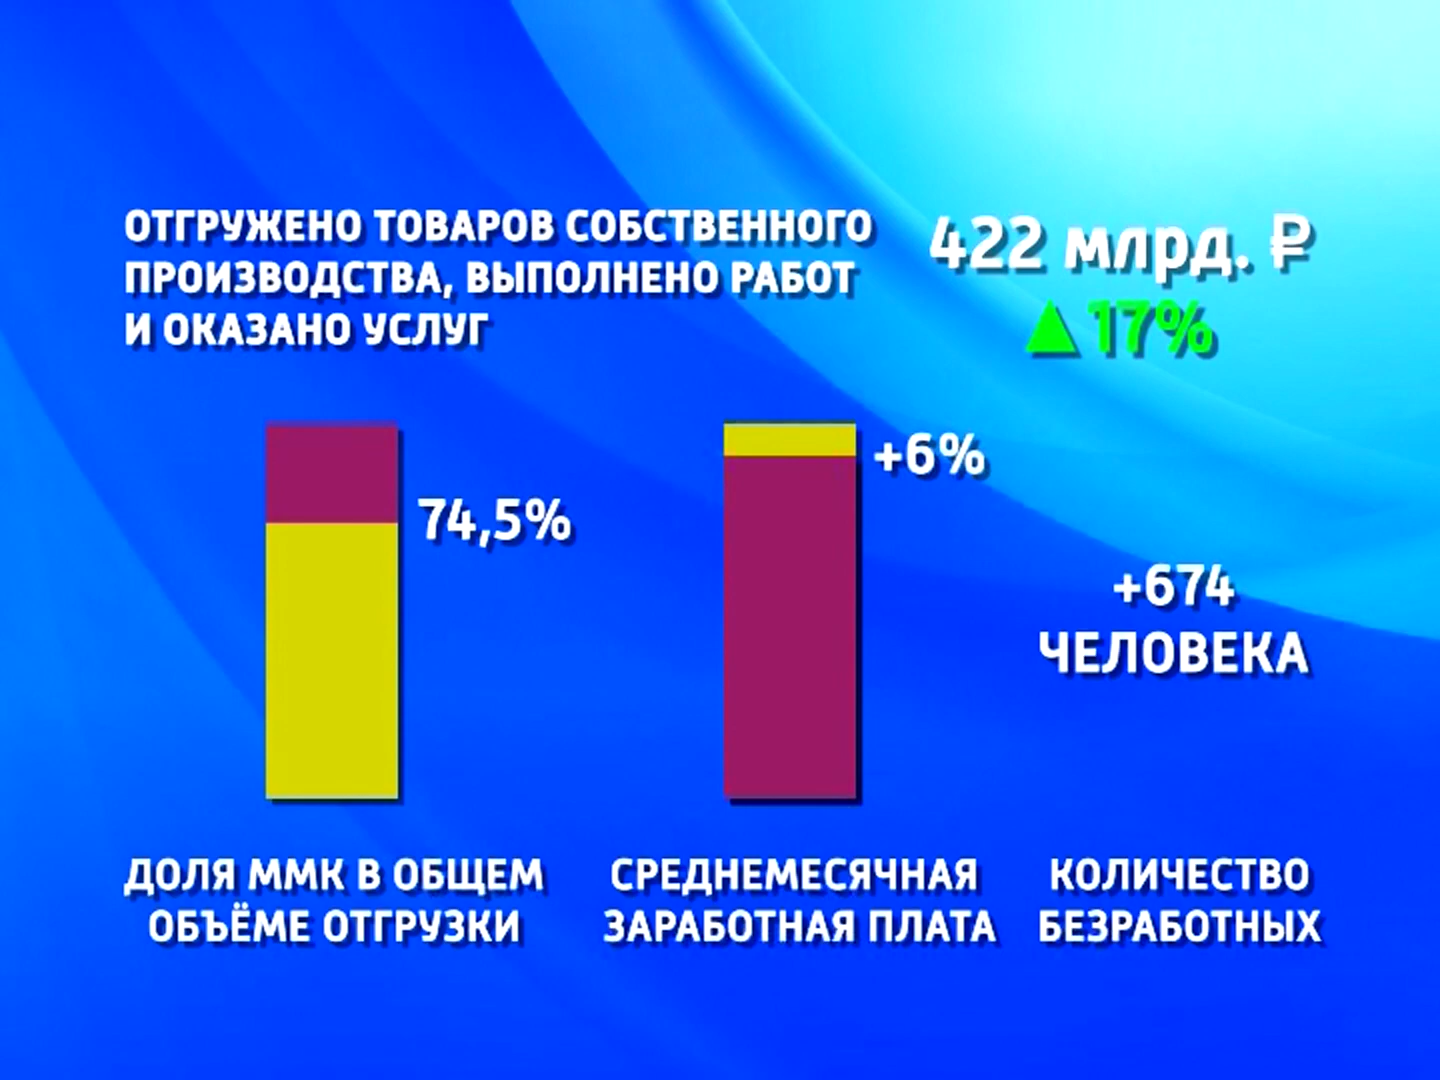 ОТГРУЖЕНО ТОВАРОВ СОБСТВЕННОГО
ПРОИЗВОДСТВА, ВЫПОЛНЕНО РАБОТ
И ОКАЗАНО УСЛУГ
422 млрд. ₽
▲17%
74,5%
+6%
+674
ЧЕЛОВЕКА
ДОЛЯ ММК В ОБЩЕМ
ОБЪЁМЕ ОТГРУЗКИ
СРЕДНЕМЕСЯЧНАЯ
ЗАРАБОТНАЯ ПЛАТА
КОЛИЧЕСТВО
БЕЗРАБОТНЫХ